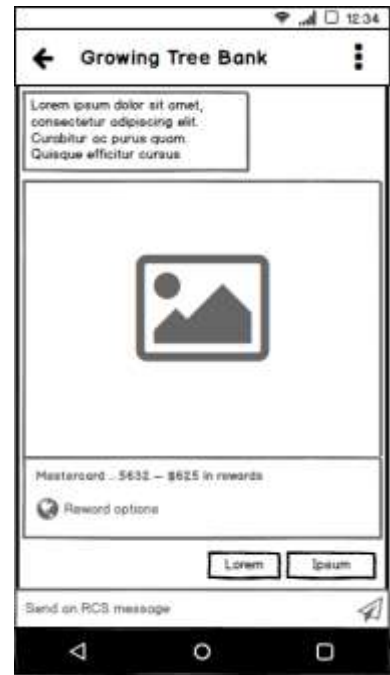 12:34
Growing Tree Bank
Lorem ipsum dolor sit amet,
consectetur adipiscing elit.
Curabitur ac purus quam.
Quisque efficitur cursus
Mastercard ... 5632 — $625 in rewards
Reward options
Lorem
Ipsum
Send an RCS message